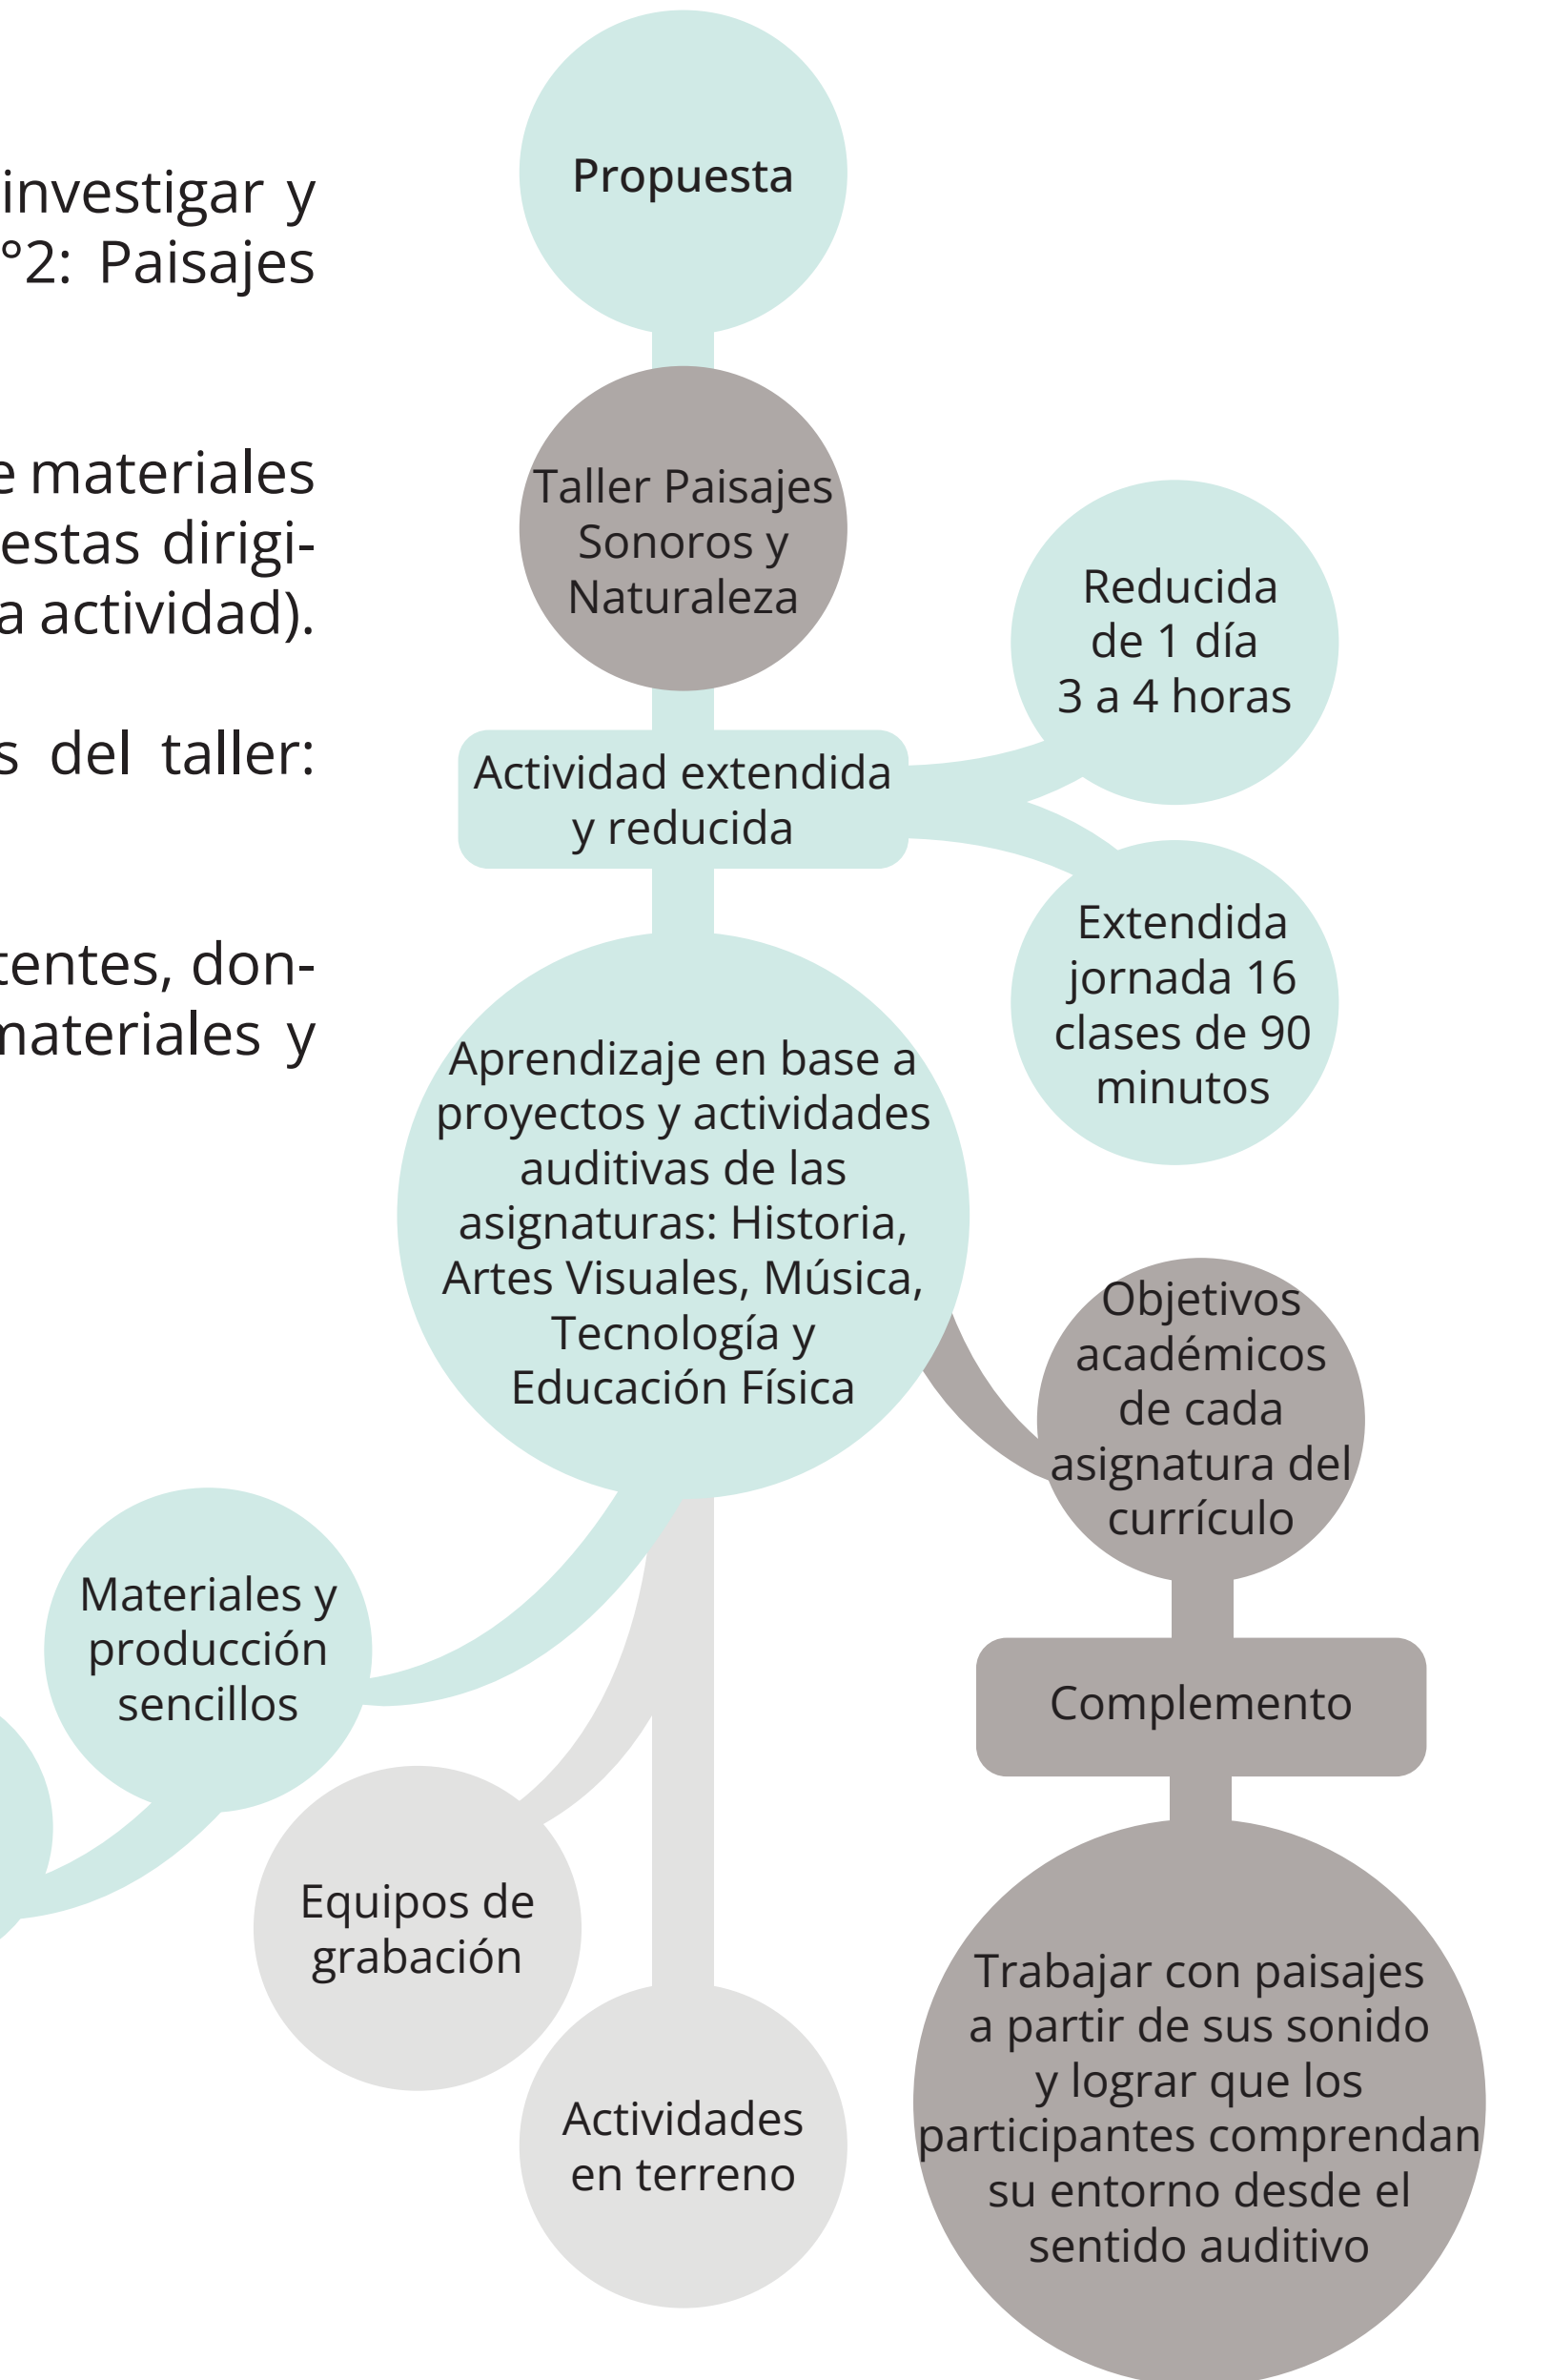 investigar y
°2: Paisajes
materiales
estas dirigi-
a actividad).
s del taller:
tentes, don-
materiales y
Propuesta
Taller Paisajes
Sonoros y
Naturaleza
Actividad extendida
y reducida
Reducida
de 1 día
3 a 4 horas
Extendida
jornada 16
clases de 90
minutos
Aprendizaje en base a
proyectos y actividades
auditivas de las
asignaturas: Historia,
Artes Visuales, Música,
Tecnología y
Educación Física
Objetivos
académicos
de cada
asignatura del
currículo
Materiales y
producción
sencillos
Complemento
Equipos de
grabación
Actividades
en terreno
Trabajar con paisajes
a partir de sus sonido
y lograr que los
participantes comprendan
su entorno desde el
sentido auditivo